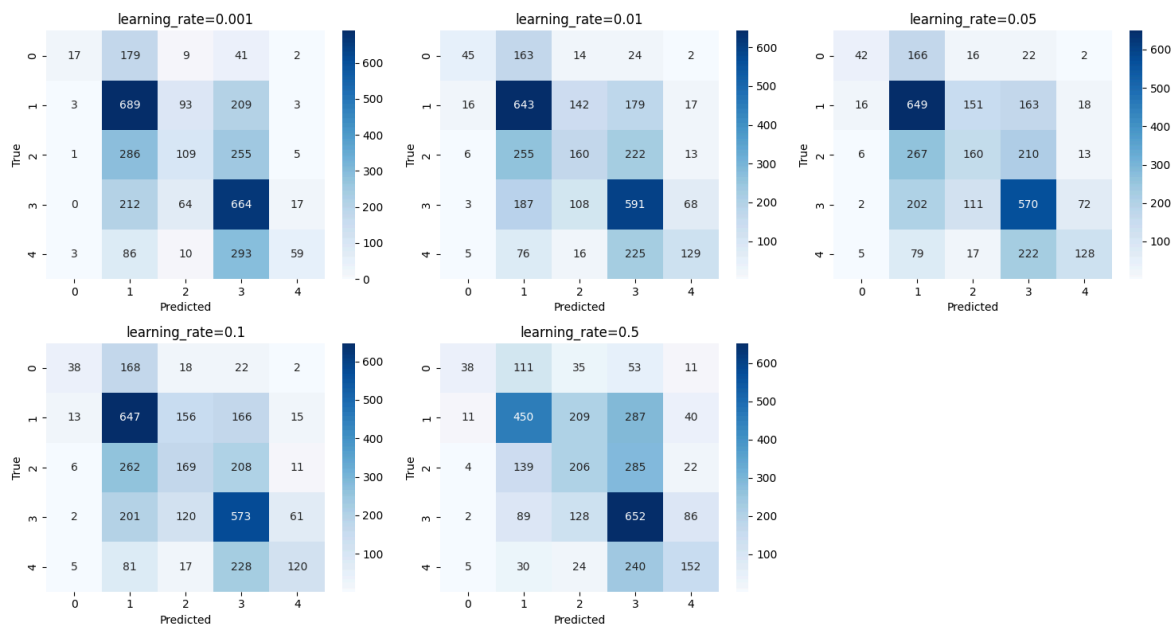 learning_rate=0.001
0 17 179 9 41 2
1 3 689 93 209 3
True 2 1 286 109 255 5
3 0 212 64 664 17
4 3 86 10 293 59
0 1 2 3 4
Predicted
600
500
400
300
200
100
0
learning_rate=0.01
0 45 163 14 24 2
1 16 643 142 179 17
True 2 6 255 160 222 13
3 3 187 108 591 68
4 5 76 16 225 129
0 1 2 3 4
Predicted
600
500
400
300
200
100
learning_rate=0.05
0 42 166 16 22 2
1 16 649 151 163 18
True 2 6 267 160 210 13
3 2 202 111 570 72
4 5 79 17 222 128
0 1 2 3 4
Predicted
600
500
400
300
200
100
learning_rate=0.1
0 38 168 18 22 2
1 13 647 156 166 15
True 2 6 262 169 208 11
3 2 201 120 573 61
4 5 81 17 228 120
0 1 2 3 4
Predicted
600
500
400
300
200
100
learning_rate=0.5
0 38 111 35 53 11
1 11 450 209 287 40
True 2 4 139 206 285 22
3 2 89 128 652 86
4 5 30 24 240 152
0 1 2 3 4
Predicted
600
500
400
300
200
100